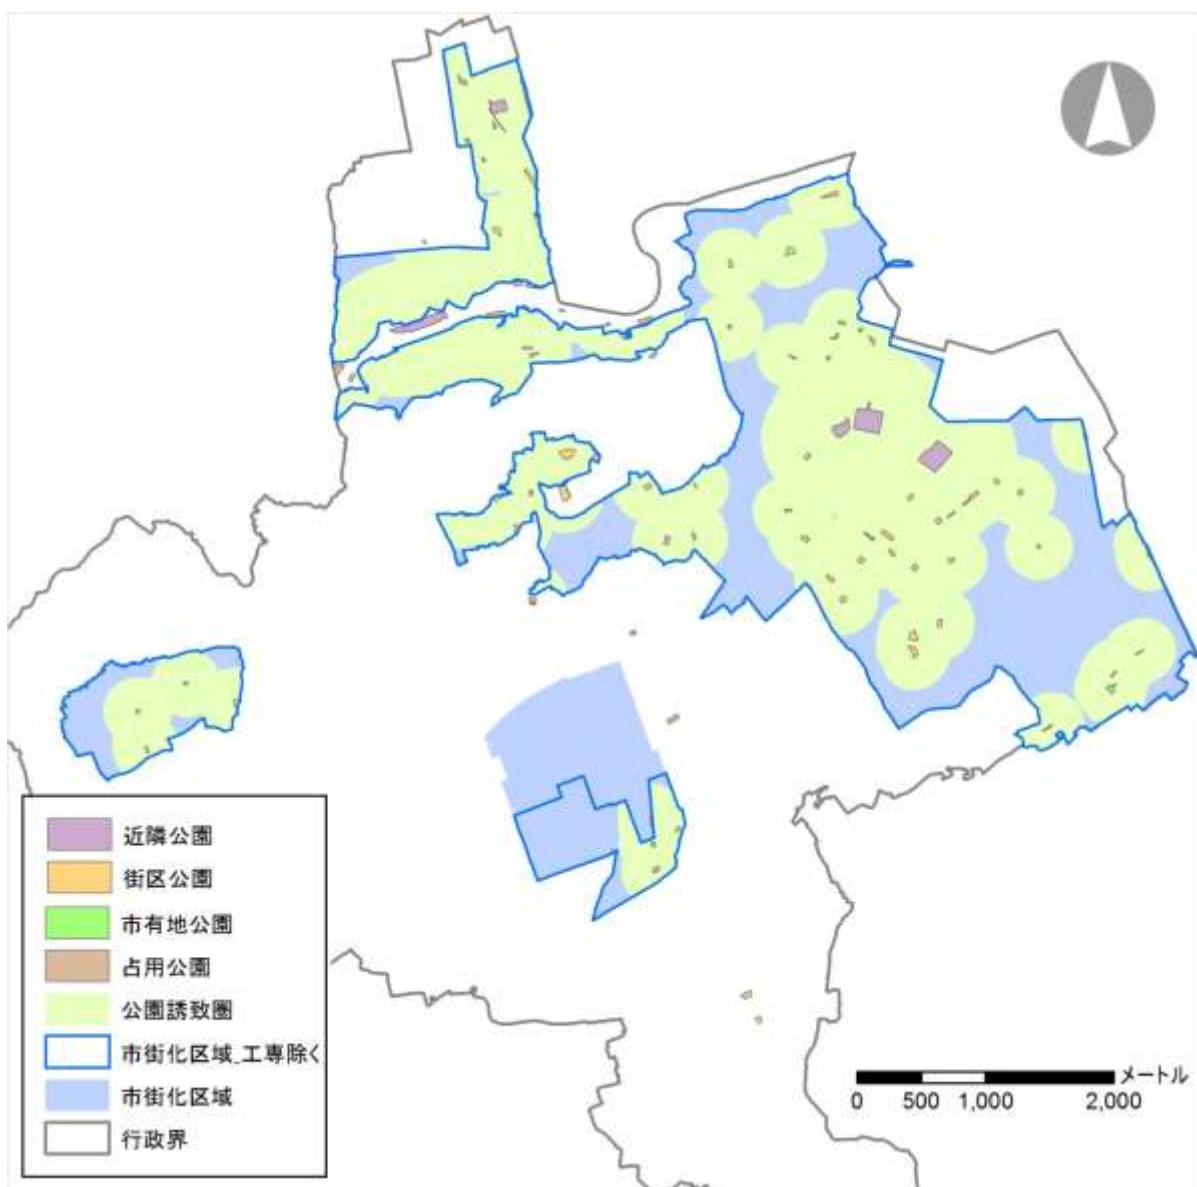 近隣公園
街区公園
市有地公園
占用公園
公園誘致圏
市街化区域_工専除く
市街化区域
行政界
メートル
0 500 1,000 2,000